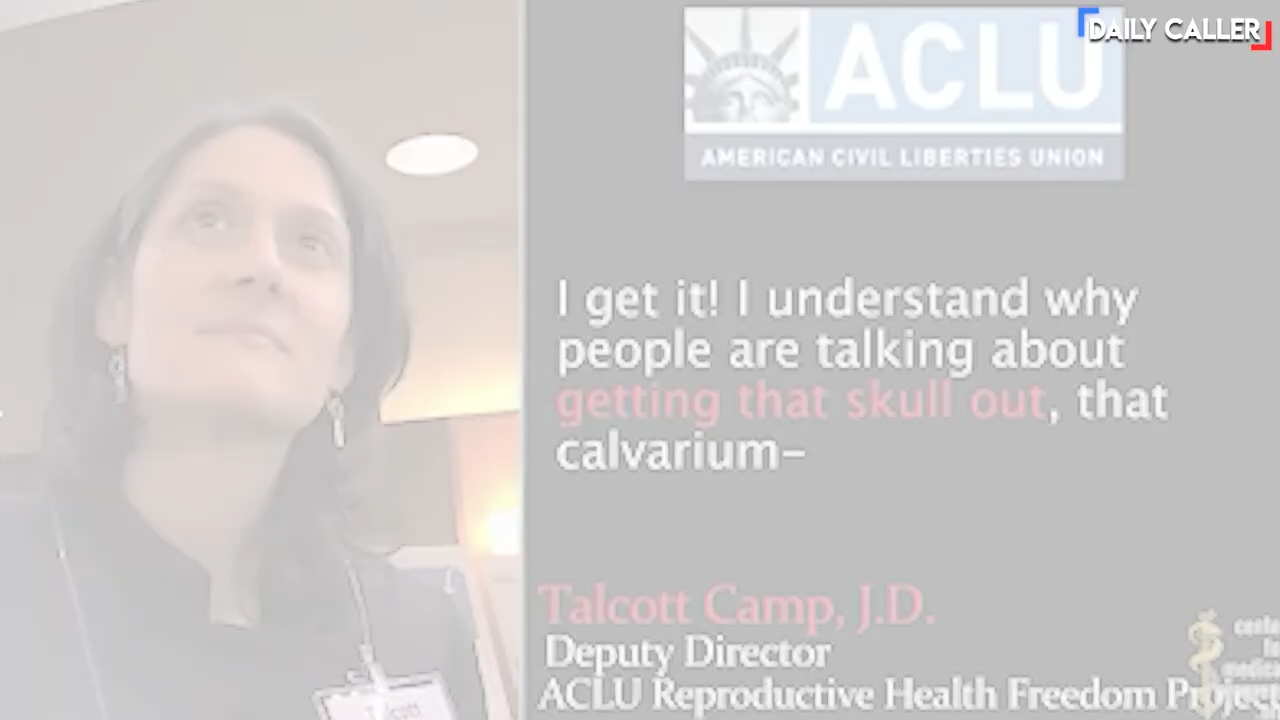 DAILY CALLER
ACLU
AMERICAN CIVIL LIBERTIES UNION
I get it! I understand why
people are talking about
getting that skull out, that
calvarium–
Talcott Camp, J.D.
Deputy Director
ACLU Reproductive Health Freedom Project
Talcott